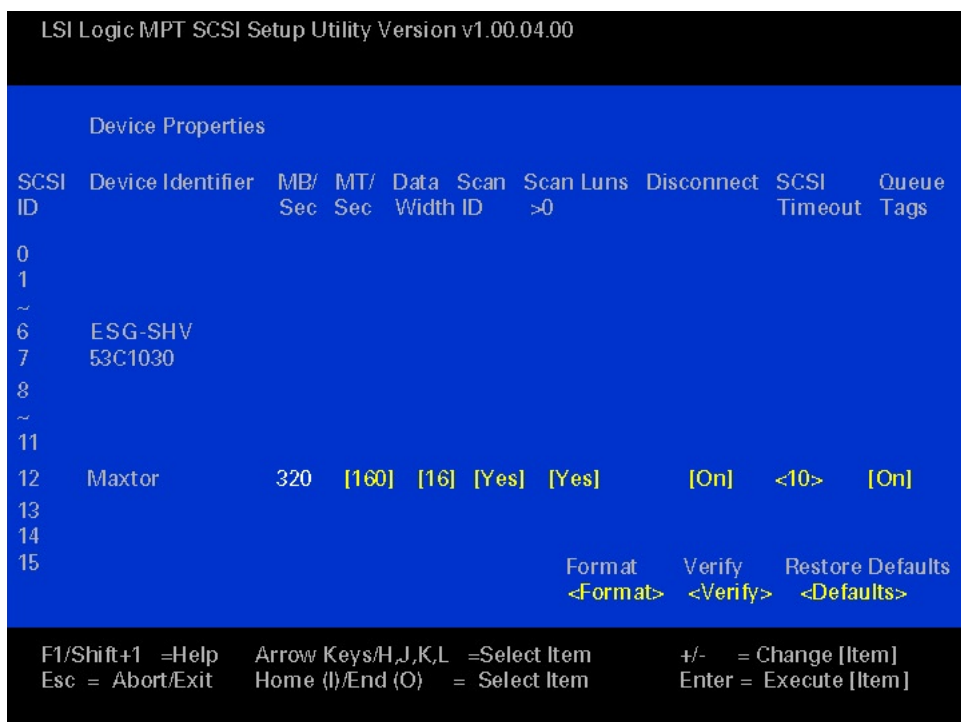 LSI Logic MPT SCSI Setup Utility Version v1.00.04.00
Device Properties
SCSI Device Identifier MB/ MT/ Data Scan Scan Luns Disconnect SCSI Queue
ID Sec Sec Width ID >0 Timeout Tags
0
1
~
6 ESG-SHV
7 53C1030
8
~
11
12 Maxtor 320 [160] [16] [Yes] [Yes] [On] <10> [On]
13
14
15
Format Verify Restore Defaults
<Format> <Verify> <Defaults>
F1/Shift+1 =Help Arrow Keys/H,J,K,L =Select Item +/- = Change [Item]
Esc = Abort/Exit Home (I)/End (O) = Select Item Enter = Execute [Item]